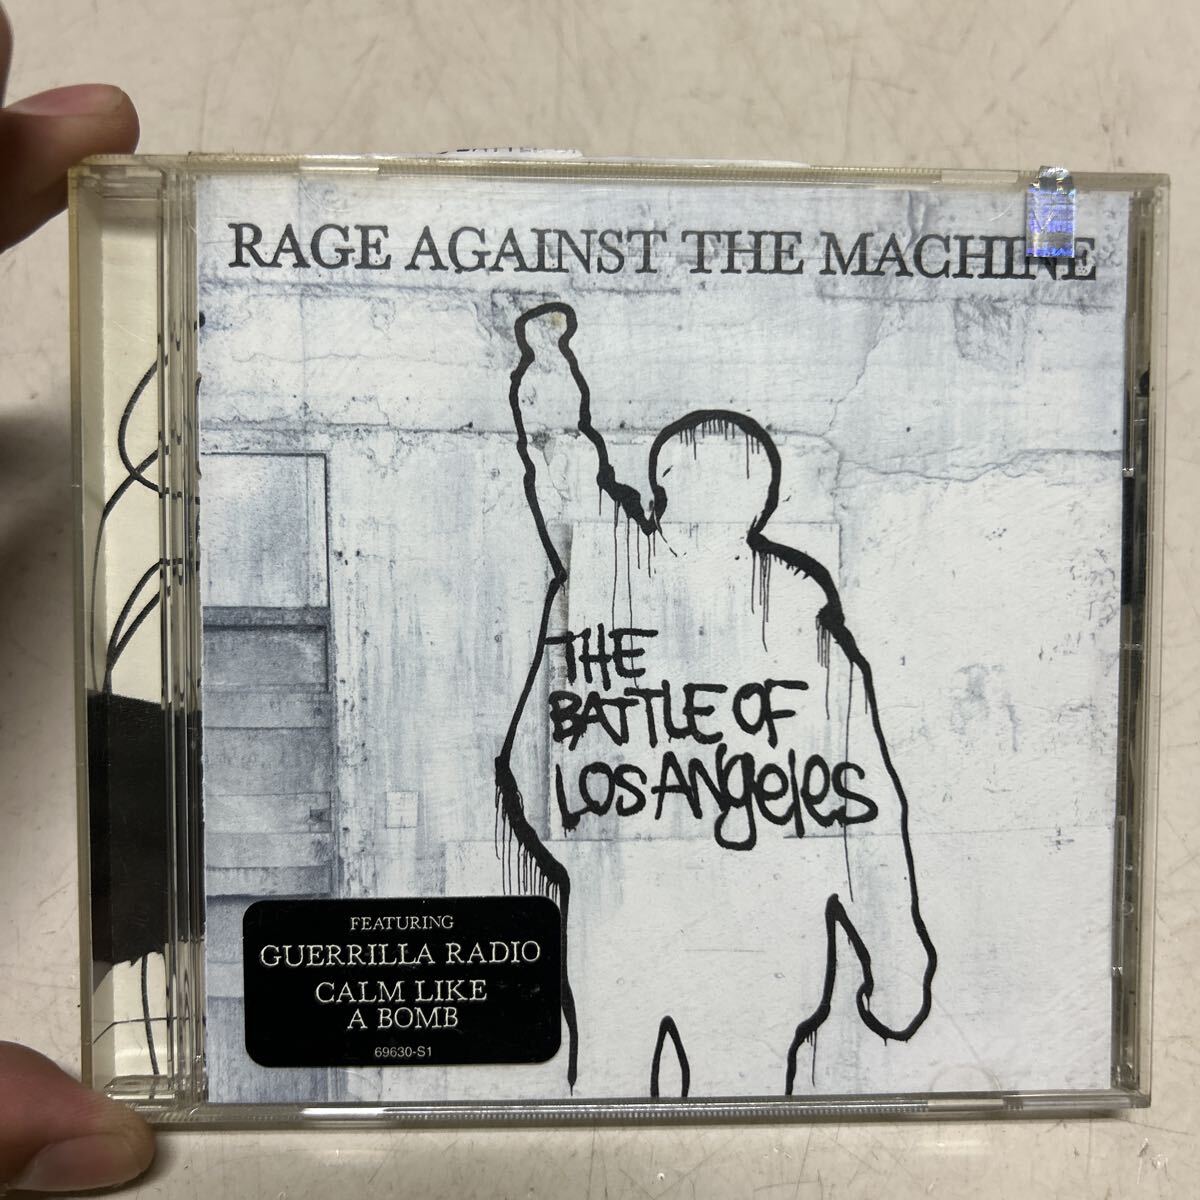 RAGE AGAINST THE MACHINE
THE
BATTLE OF
LOS ANgeles
FEATURING
GUERRILLA RADIO
CALM LIKE
A BOMB
69630-S1